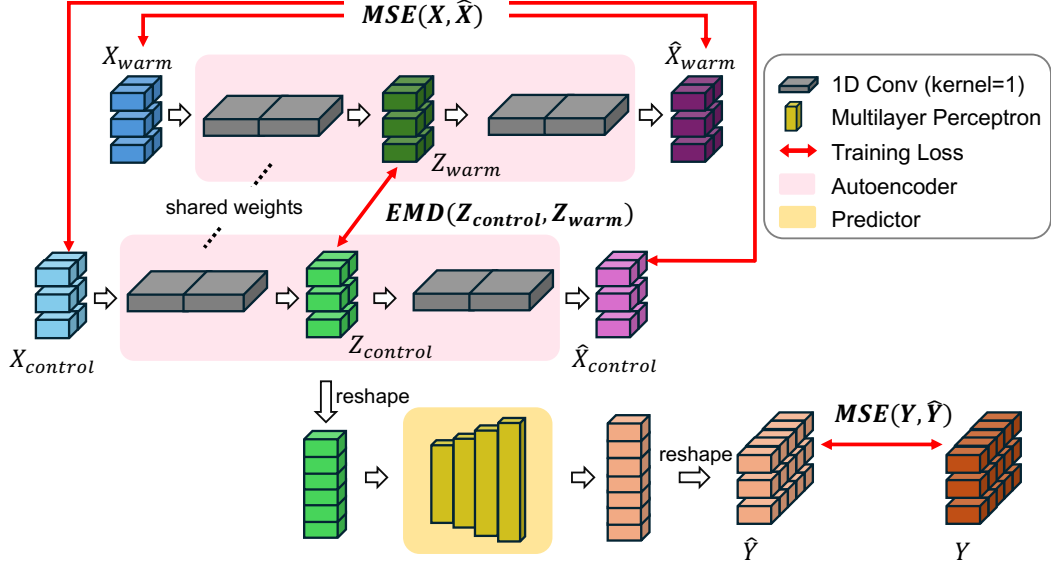 MSE(X, X̂)
X_warm
X̂_warm
1D Conv (kernel=1)
Multilayer Perceptron
Training Loss
Autoencoder
Predictor
Z_warm
shared weights
EMD(Z_control, Z_warm)
X_control
Z_control
X̂_control
reshape
MSE(Y, Ŷ)
reshape
Ŷ
Y